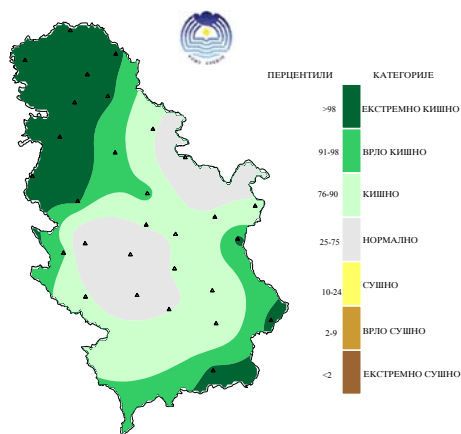 ПЕРЦЕНТИЛИ КАТЕГОРИЈЕ
>98 ЕКСТРЕМНО КИШНО
91-98 ВРЛО КИШНО
76-90 КИШНО
25-75 НОРМАЛНО
10-24 СУШНО
2-9 ВРЛО СУШНО
<2 ЕКСТРЕМНО СУШНО